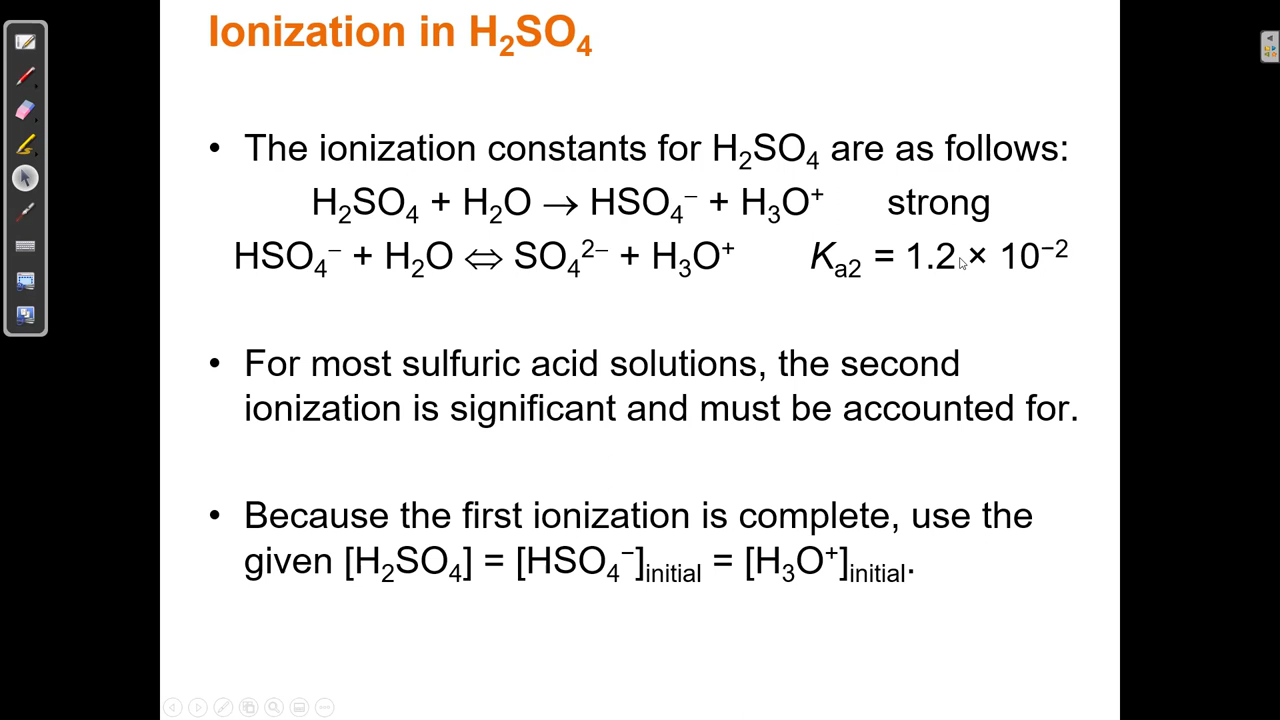 Ionization in H₂SO₄
• The ionization constants for H₂SO₄ are as follows:
H₂SO₄ + H₂O → HSO₄⁻ + H₃O⁺ strong
HSO₄⁻ + H₂O ⇔ SO₄²⁻ + H₃O⁺ Kₐ₂ = 1.2 × 10⁻²
• For most sulfuric acid solutions, the second
ionization is significant and must be accounted for.
• Because the first ionization is complete, use the
given [H₂SO₄] = [HSO₄⁻]initial = [H₃O⁺]initial.